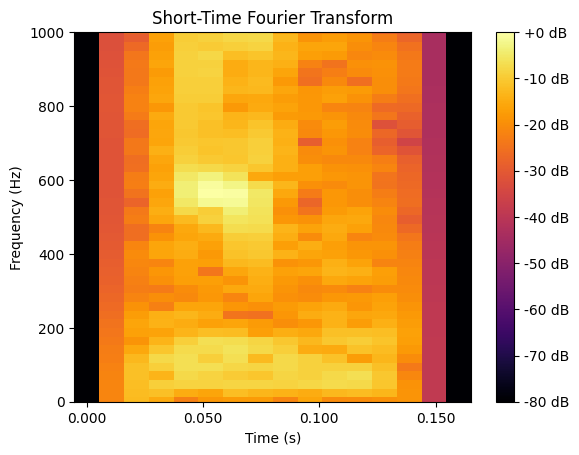 Short-Time Fourier Transform
1000
800
600
400
200
0
Frequency (Hz)
0.000
0.050
0.100
0.150
Time (s)
+0 dB
-10 dB
-20 dB
-30 dB
-40 dB
-50 dB
-60 dB
-70 dB
-80 dB